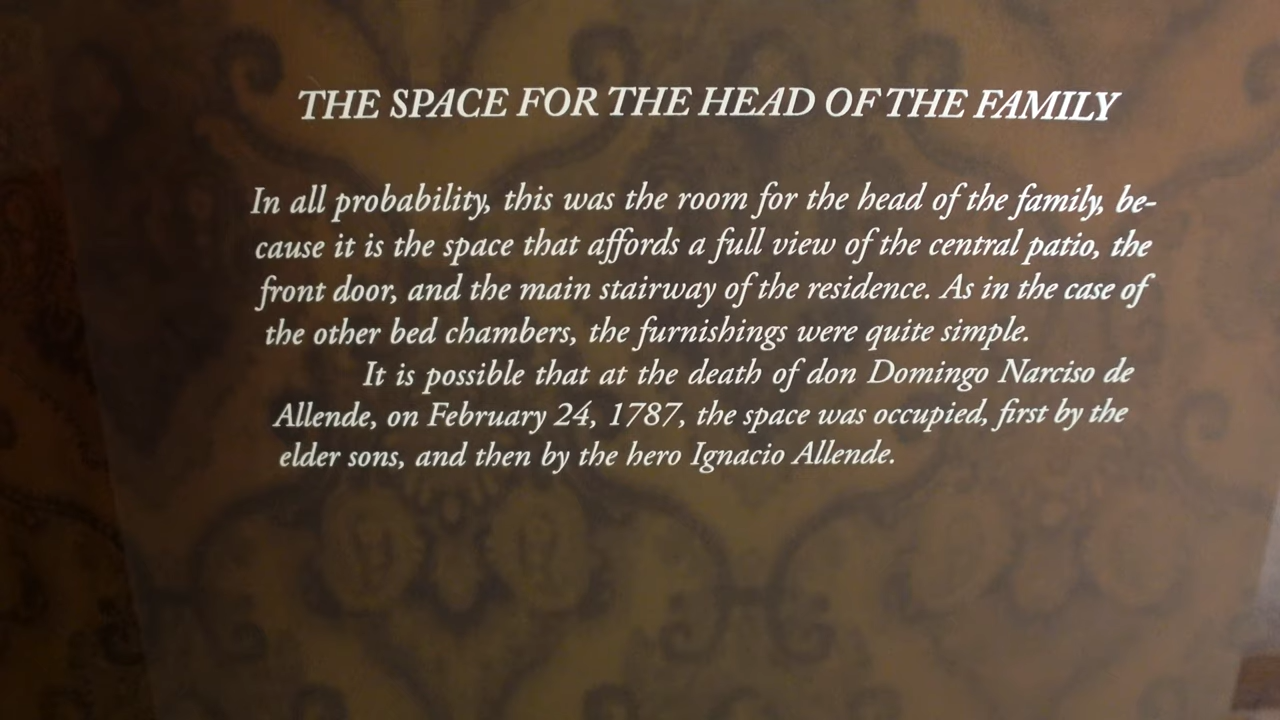 THE SPACE FOR THE HEAD OF THE FAMILY
In all probability, this was the room for the head of the family, be-
cause it is the space that affords a full view of the central patio, the
front door, and the main stairway of the residence. As in the case of
the other bed chambers, the furnishings were quite simple.
It is possible that at the death of don Domingo Narciso de
Allende, on February 24, 1787, the space was occupied, first by the
elder sons, and then by the hero Ignacio Allende.